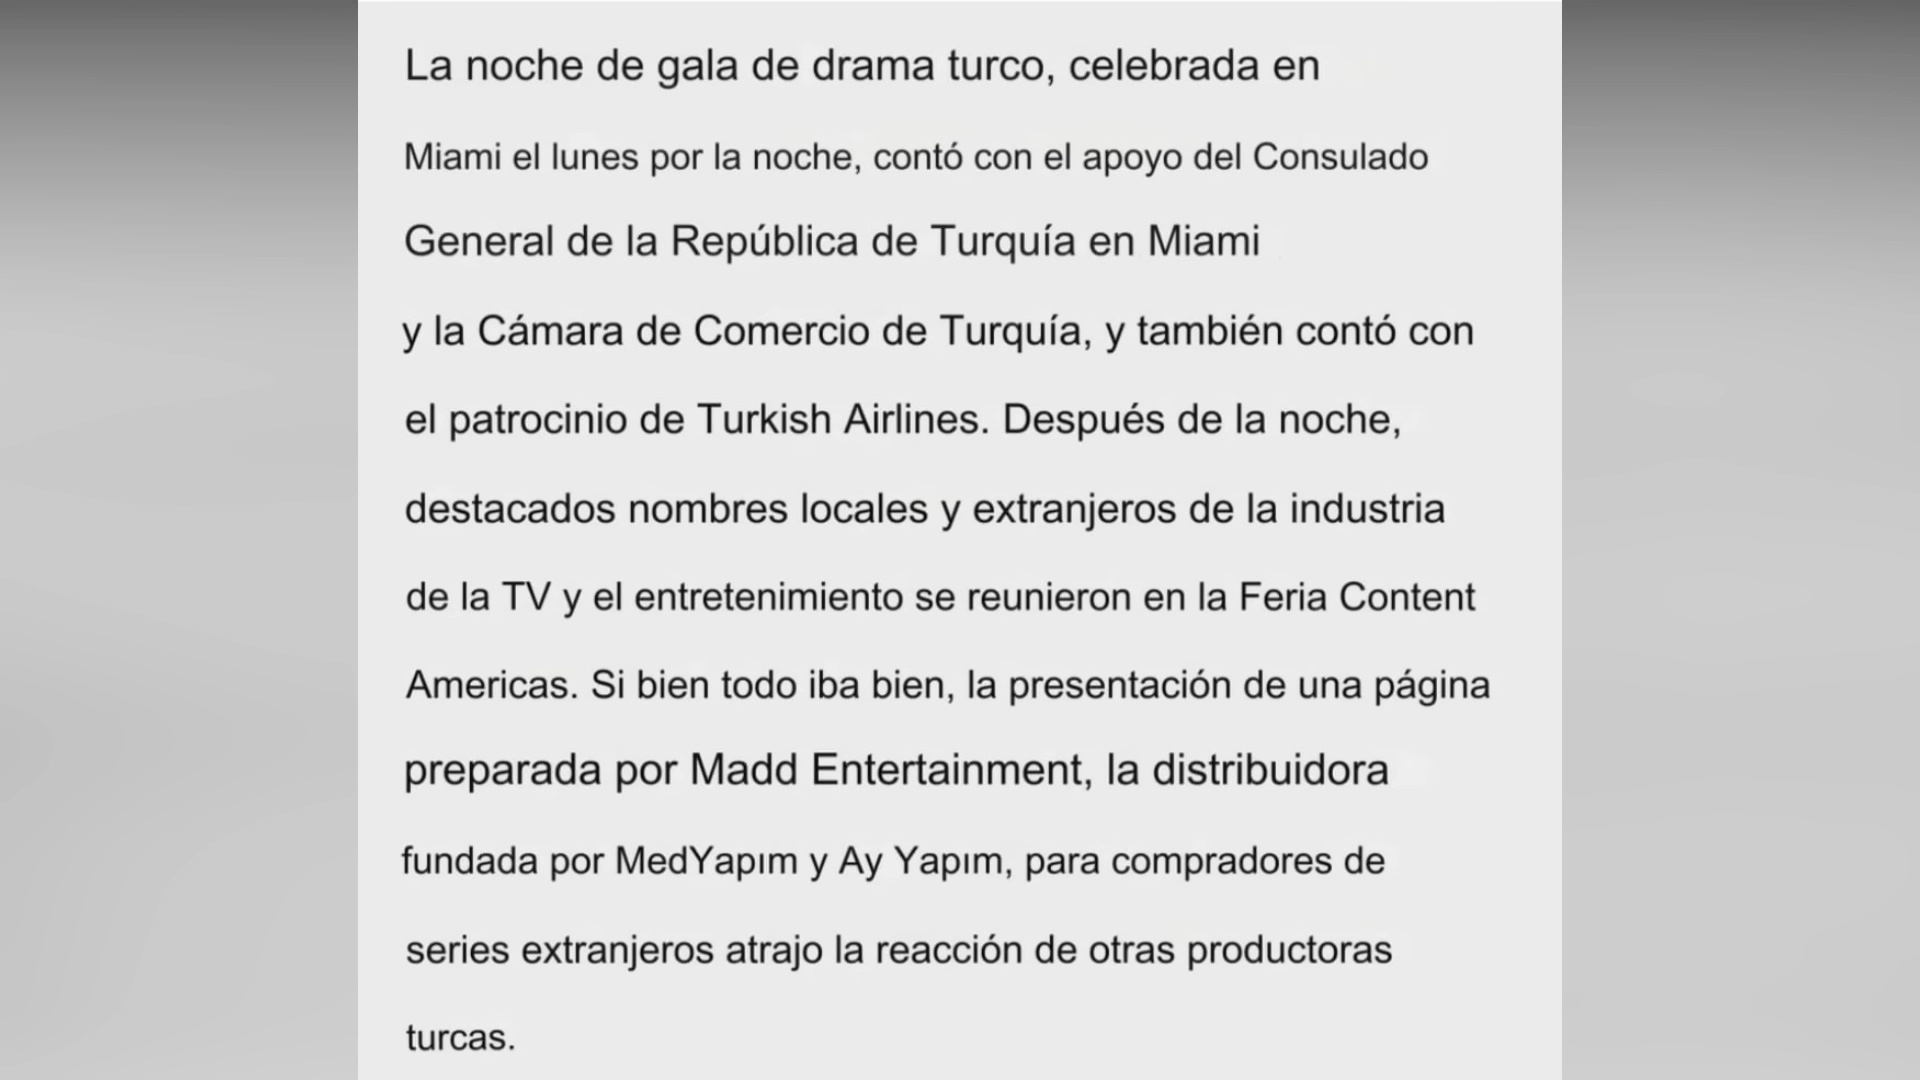 La noche de gala de drama turco, celebrada en
Miami el lunes por la noche, contó con el apoyo del Consulado
General de la República de Turquía en Miami
y la Cámara de Comercio de Turquía, y también contó con
el patrocinio de Turkish Airlines. Después de la noche,
destacados nombres locales y extranjeros de la industria
de la TV y el entretenimiento se reunieron en la Feria Content
Americas. Si bien todo iba bien, la presentación de una página
preparada por Madd Entertainment, la distribuidora
fundada por MedYapım y Ay Yapım, para compradores de
series extranjeros atrajo la reacción de otras productoras
turcas.